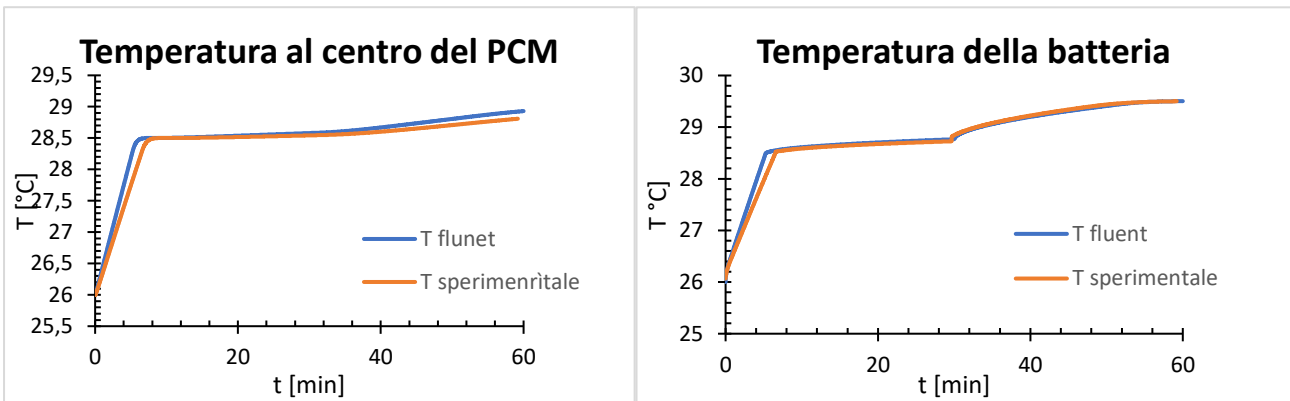 Temperatura al centro del PCM
29,5
29
28,5
28
27,5
27
26,5
26
25,5
T [°C]
0
20
40
60
t [min]
T flunet
T sperimenrìtale
Temperatura della batteria
30
29
28
27
26
25
T °C]
0
20
40
60
t [min]
T fluent
T sperimentale